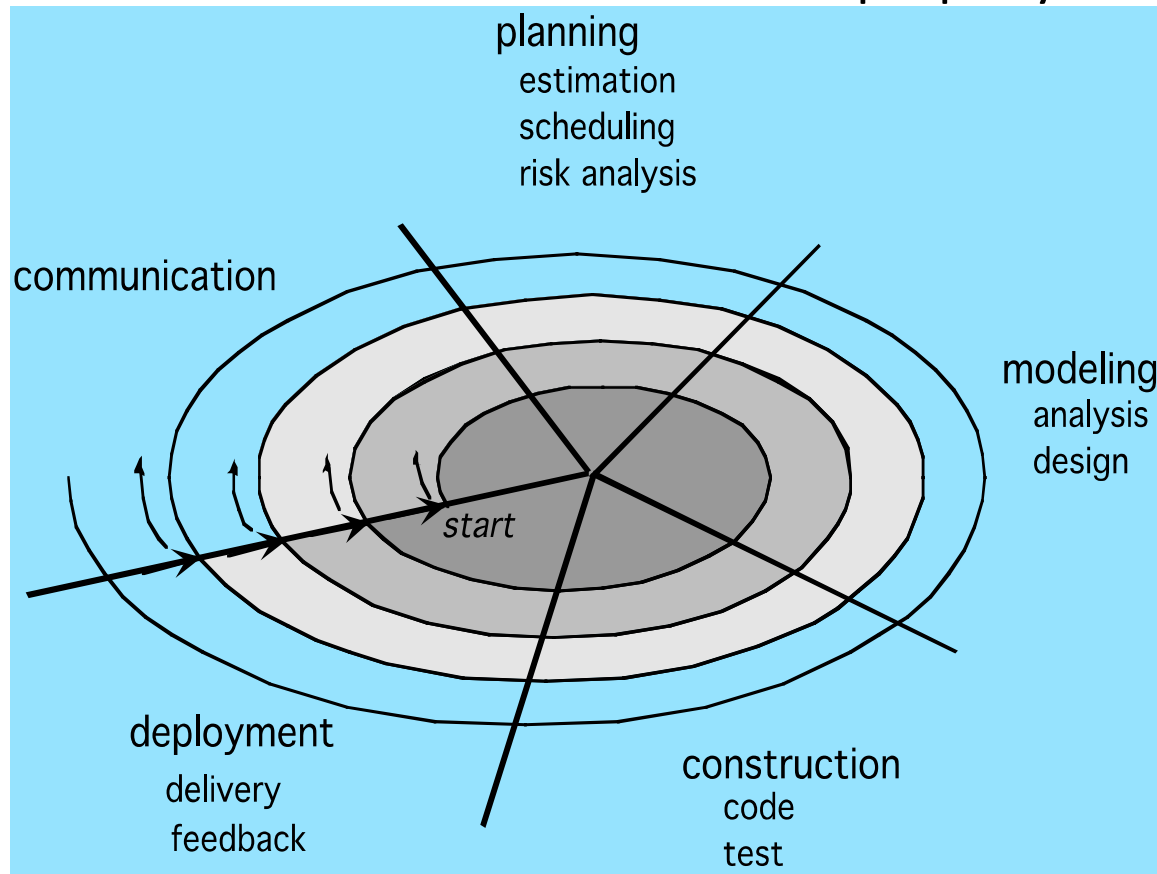 planning
estimation
scheduling
risk analysis
communication
modeling
analysis
design
start
deployment
delivery
feedback
construction
code
test